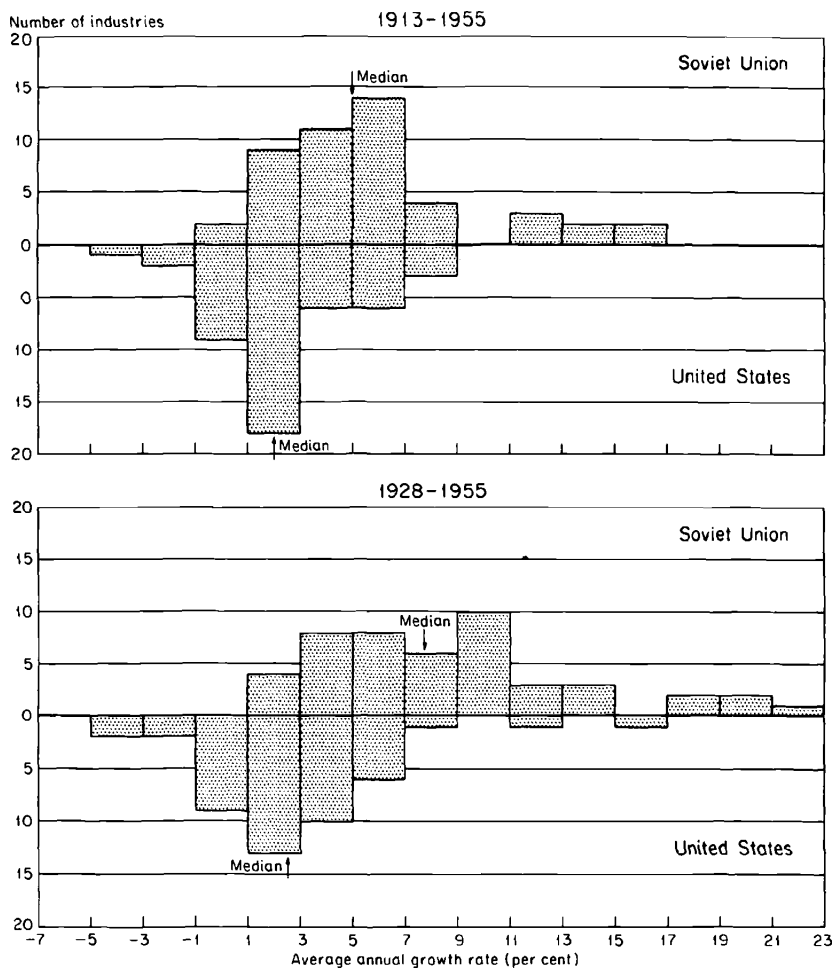 Number of industries
1913-1955
20
Soviet Union
15
Median
10
5
0
0
10
15
United States
20
Median
1928-1955
20
Soviet Union
15
10
Median
5
0
5
10
15
Median
United States
20
-7 -5 -3 -1 1 3 5 7 9 11 13 15 17 19 21 23
Average annual growth rate (per cent)